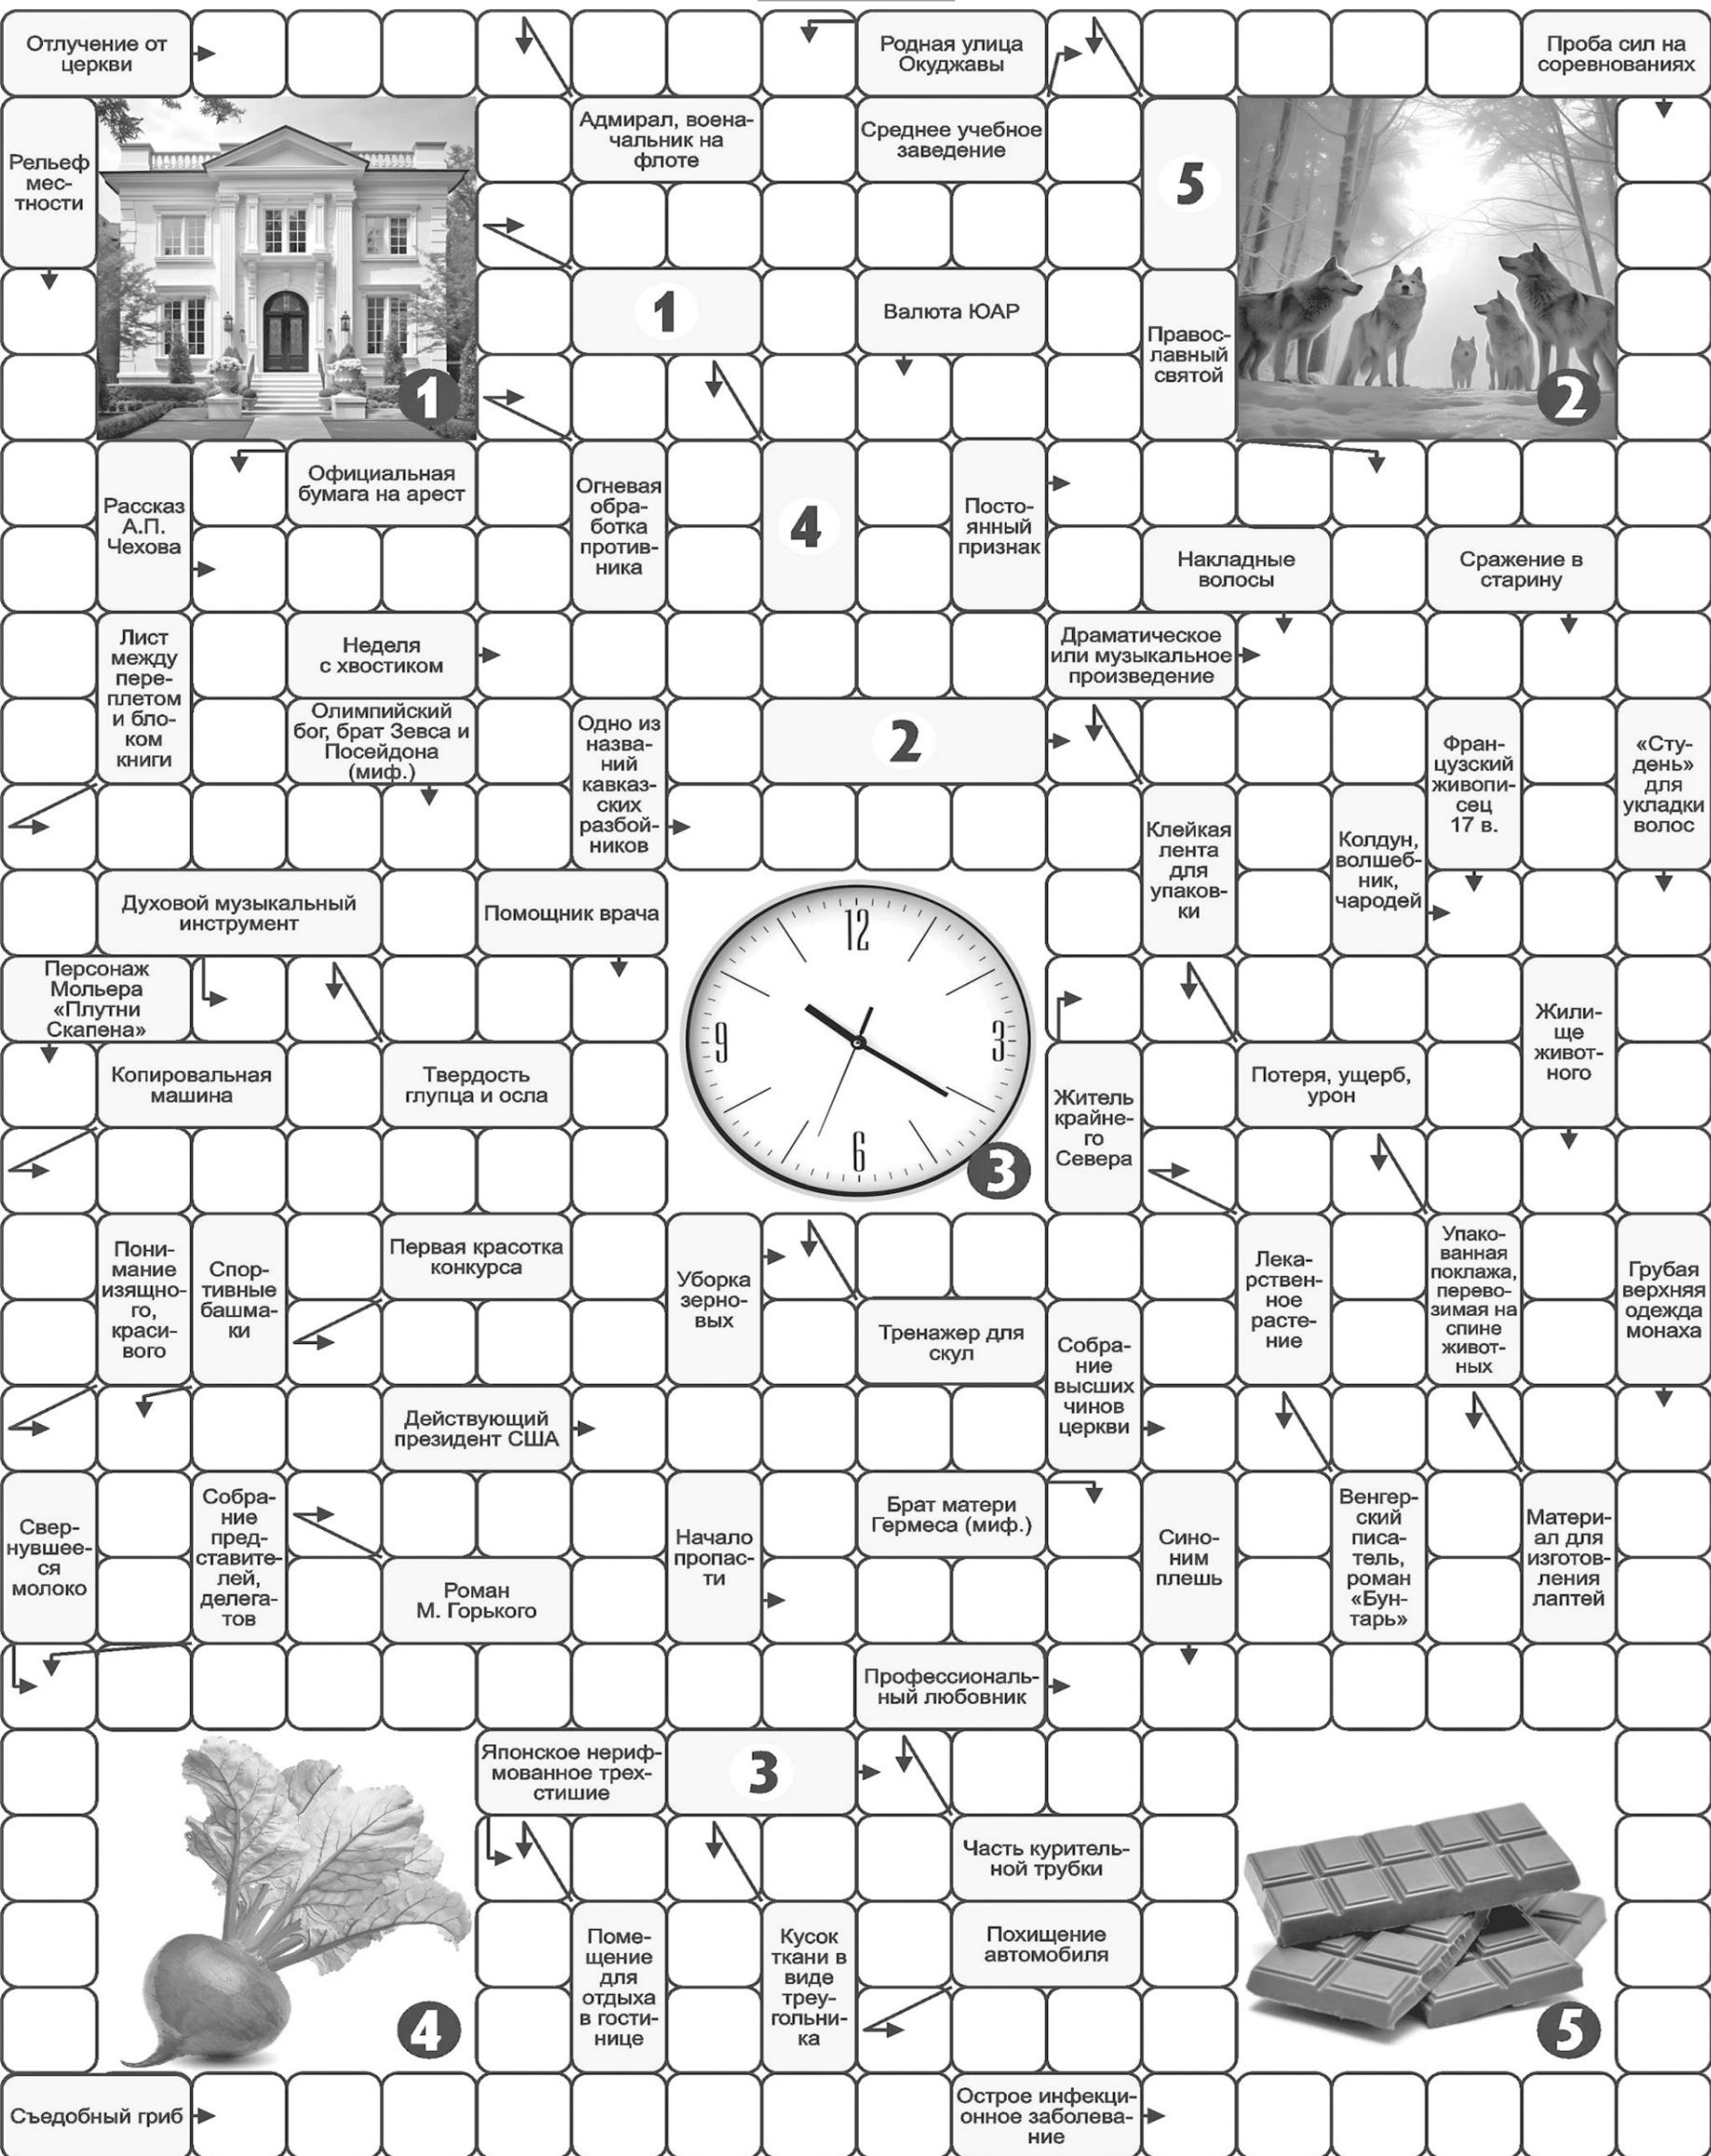 Отлучение от
церкви
Родная улица
Окуджавы
Проба сил на
соревнованиях
Рельеф
мес-
тности
Адмирал, воена-
чальник на
флоте
Среднее учебное
заведение
5
1
Валюта ЮАР
Правос-
лавный
святой
1
2
Рассказ
А.П.
Чехова
Официальная
бумага на арест
Огневая
обра-
ботка
против-
ника
4
Посто-
янный
признак
Накладные
волосы
Сражение в
старину
Лист
между
пере-
плетом
и бло-
ком
книги
Неделя
с хвостиком
Драматическое
или музыкальное
произведение
Олимпийский
бог, брат Зевса и
Посейдона
(миф.)
Одно из
назва-
ний
кавказ-
ских
разбой-
ников
2
Фран-
цузский
живопи-
сец
17 в.
«Сту-
день»
для
укладки
волос
Клейкая
лента
для
упаков-
ки
Колдун,
волшеб-
ник,
чародей
Духовой музыкальный
инструмент
Помощник врача
12
3
6
9
3
Персонаж
Мольера
«Плутни
Скапена»
Жили-
ще
живот-
ного
Копировальная
машина
Твердость
глупца и осла
Житель
крайне-
го
Севера
Потеря, ущерб,
урон
Пони-
мание
изящно-
го,
краси-
вого
Спор-
тивные
башма-
ки
Первая красотка
конкурса
Уборка
зерно-
вых
Лека-
рствен-
ное
расте-
ние
Упако-
ванная
поклажа,
перево-
зимая на
спине
живот-
ных
Грубая
верхняя
одежда
монаха
Тренажер для
скул
Собра-
ние
высших
чинов
церкви
Действующий
президент США
Свер-
нувшее-
ся
молоко
Собра-
ние
пред-
ставите-
лей,
делега-
тов
Начало
пропас-
ти
Брат матери
Гермеса (миф.)
Сино-
ним
плешь
Венгер-
ский
писа-
тель,
роман
«Бун-
тарь»
Матери-
ал для
изготов-
ления
лаптей
Роман
М. Горького
Профессиональ-
ный любовник
Японское нериф-
мованное трех-
стишие
3
Часть куритель-
ной трубки
Поме-
щение
для
отдыха
в гости-
нице
Кусок
ткани в
виде
треу-
гольни-
ка
Похищение
автомобиля
4
5
Съедобный гриб
Острое инфекци-
онное заболева-
ние